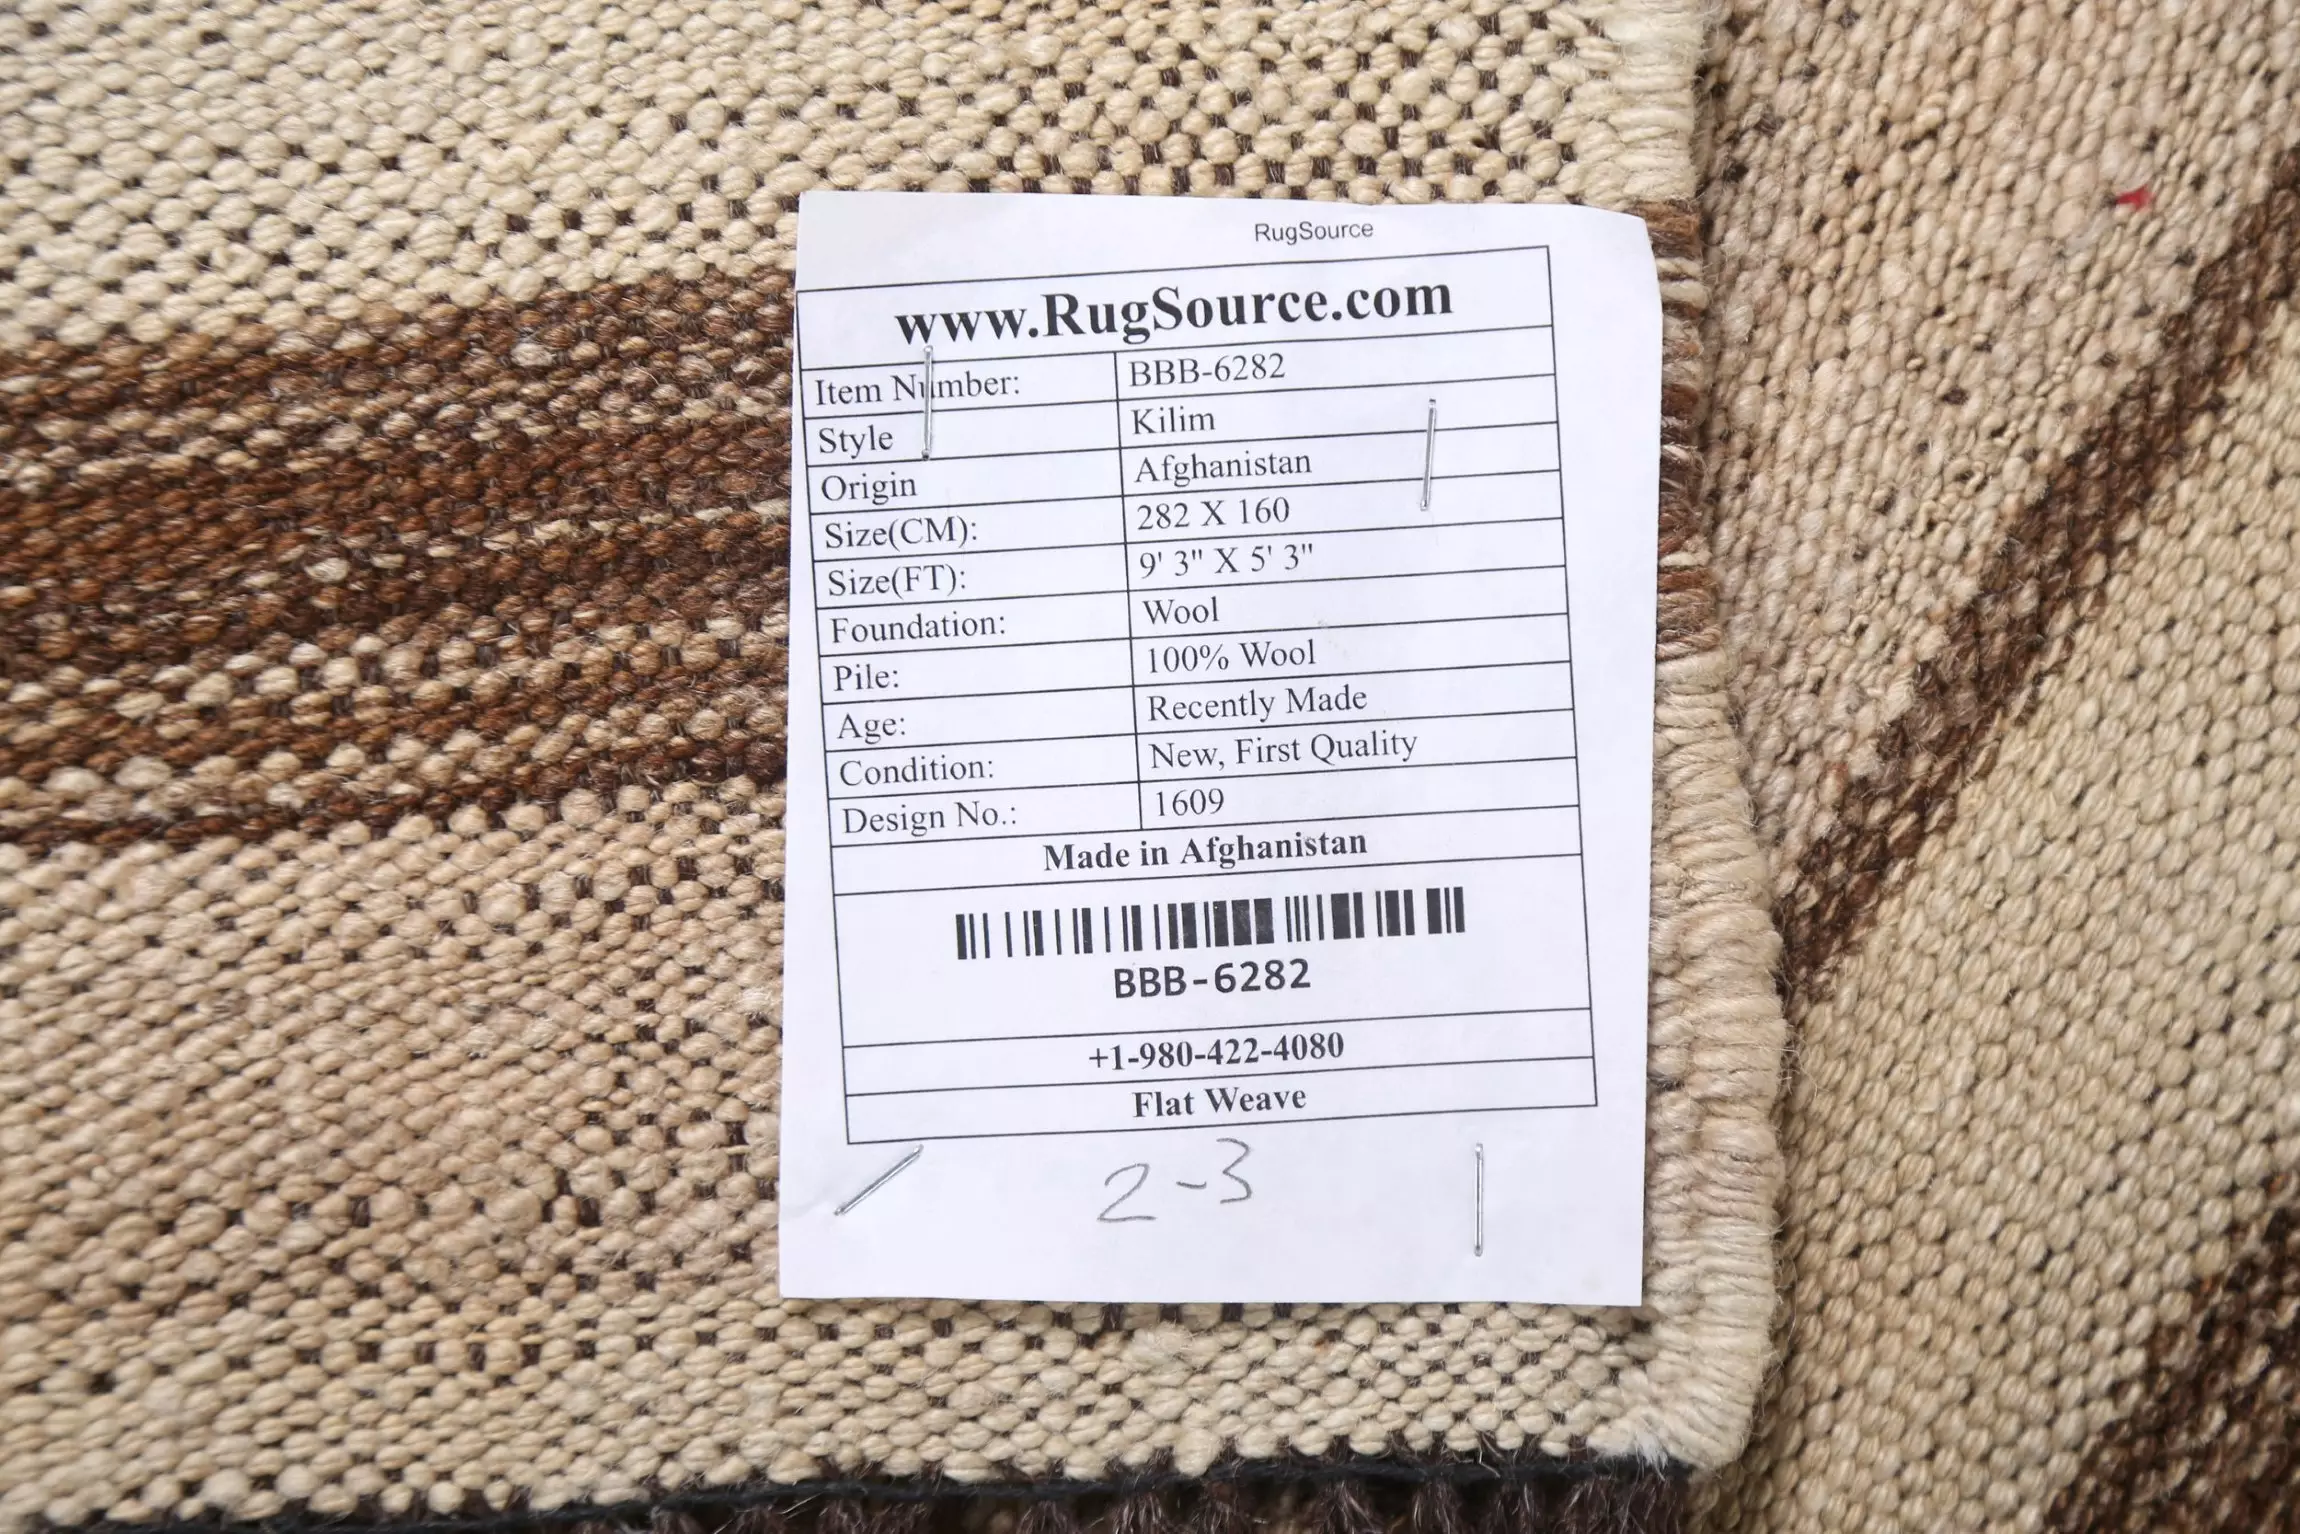 RugSource
www.RugSource.com
Item Number: BBB-6282
Style Kilim
Origin Afghanistan
Size(CM): 282 X 160
Size(FT): 9' 3" X 5' 3"
Foundation: Wool
Pile: 100% Wool
Age: Recently Made
Condition: New, First Quality
Design No.: 1609
Made in Afghanistan
BBB-6282
+1-980-422-4080
Flat Weave
2-3